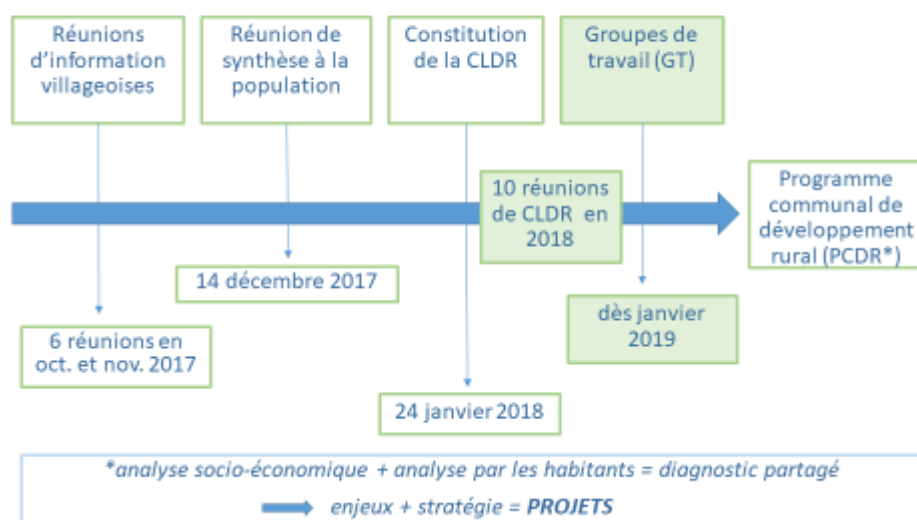 Réunions
d'information
villageoises
Réunion de
synthèse à la
population
Constitution
de la CLDR
Groupes de
travail (GT)
10 réunions
de CLDR en
2018
Programme
communal de
développement
rural (PCDR*)
14 décembre 2017
6 réunions en
oct. et nov. 2017
dès janvier
2019
24 janvier 2018
*analyse socio-économique + analyse par les habitants = diagnostic partagé
enjeux + stratégie = PROJETS